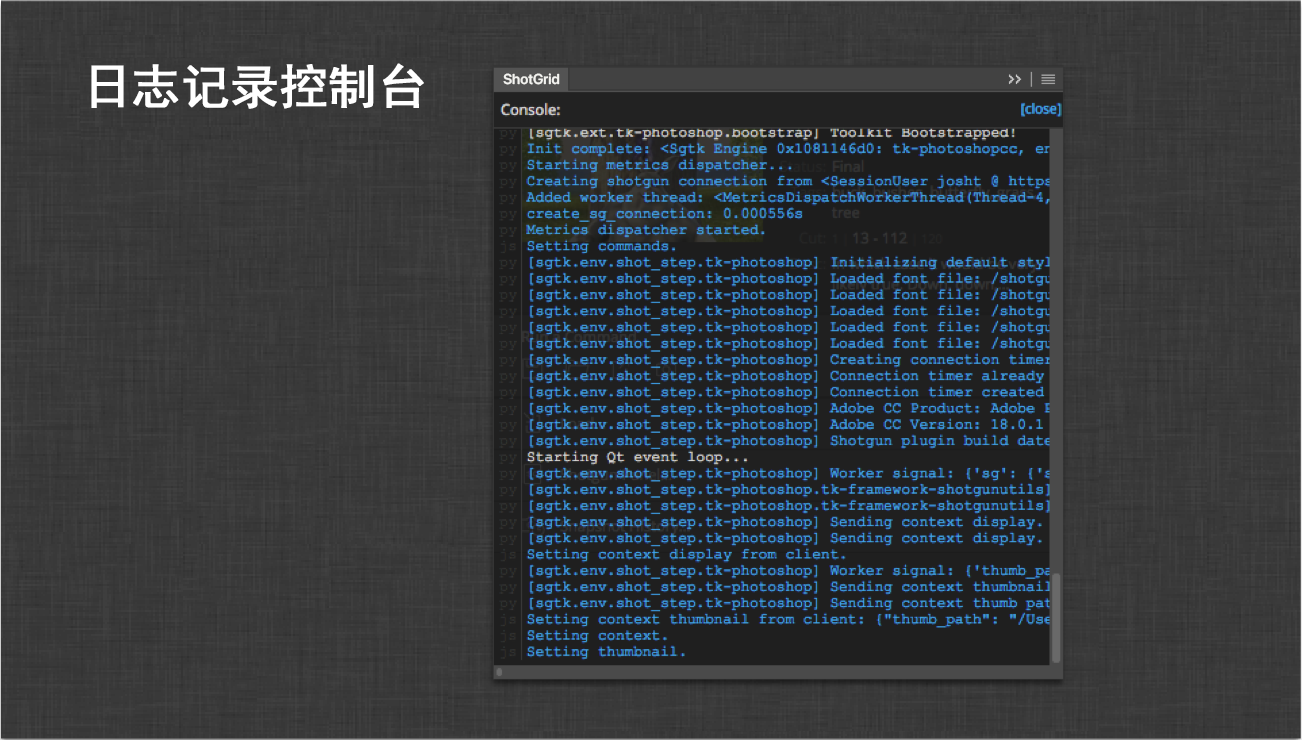 日志记录控制台
ShotGrid
Console:
[close]
py [sgtk.ext.tk-photoshop.bootstrap] Toolkit Bootstrapped!
py Init complete: <Sgtk Engine 0x1081146d0: tk-photoshopcc, en
py Starting metrics dispatcher...
py Creating shotgun connection from <SessionUser josht @ https
py Added worker thread: <MetricsDispatchWorkerThread(Thread-4,
py create_sg_connection: 0.000556s
py Metrics dispatcher started.
js Setting commands.
py [sgtk.env.shot_step.tk-photoshop] Initializing default styl
py [sgtk.env.shot_step.tk-photoshop] Loaded font file: /shotgu
py [sgtk.env.shot_step.tk-photoshop] Loaded font file: /shotgu
py [sgtk.env.shot_step.tk-photoshop] Loaded font file: /shotgu
py [sgtk.env.shot_step.tk-photoshop] Loaded font file: /shotgu
py [sgtk.env.shot_step.tk-photoshop] Loaded font file: /shotgu
py [sgtk.env.shot_step.tk-photoshop] Creating connection timer
py [sgtk.env.shot_step.tk-photoshop] Connection timer already
py [sgtk.env.shot_step.tk-photoshop] Connection timer created
py [sgtk.env.shot_step.tk-photoshop] Adobe CC Product: Adobe
py [sgtk.env.shot_step.tk-photoshop] Adobe CC Version: 18.0.1
py [sgtk.env.shot_step.tk-photoshop] Shotgun plugin build date
py Starting Qt event loop...
py [sgtk.env.shot_step.tk-photoshop] Worker signal: {'sg': {'s
py [sgtk.env.shot_step.tk-photoshop.tk-framework-shotgunutils]
py [sgtk.env.shot_step.tk-photoshop.tk-framework-shotgunutils]
py [sgtk.env.shot_step.tk-photoshop] Sending context display.
py [sgtk.env.shot_step.tk-photoshop] Sending context display.
js Setting context display from client.
py [sgtk.env.shot_step.tk-photoshop] Worker signal: {'thumb_pa
py [sgtk.env.shot_step.tk-photoshop] Sending context thumbnail
py [sgtk.env.shot_step.tk-photoshop] Sending context thumb pat
js Setting context thumbnail from client: {"thumb_path": "/Use
js Setting context.
js Setting thumbnail.
Final
tree
Cut: 1 | 13 - 112 | 120